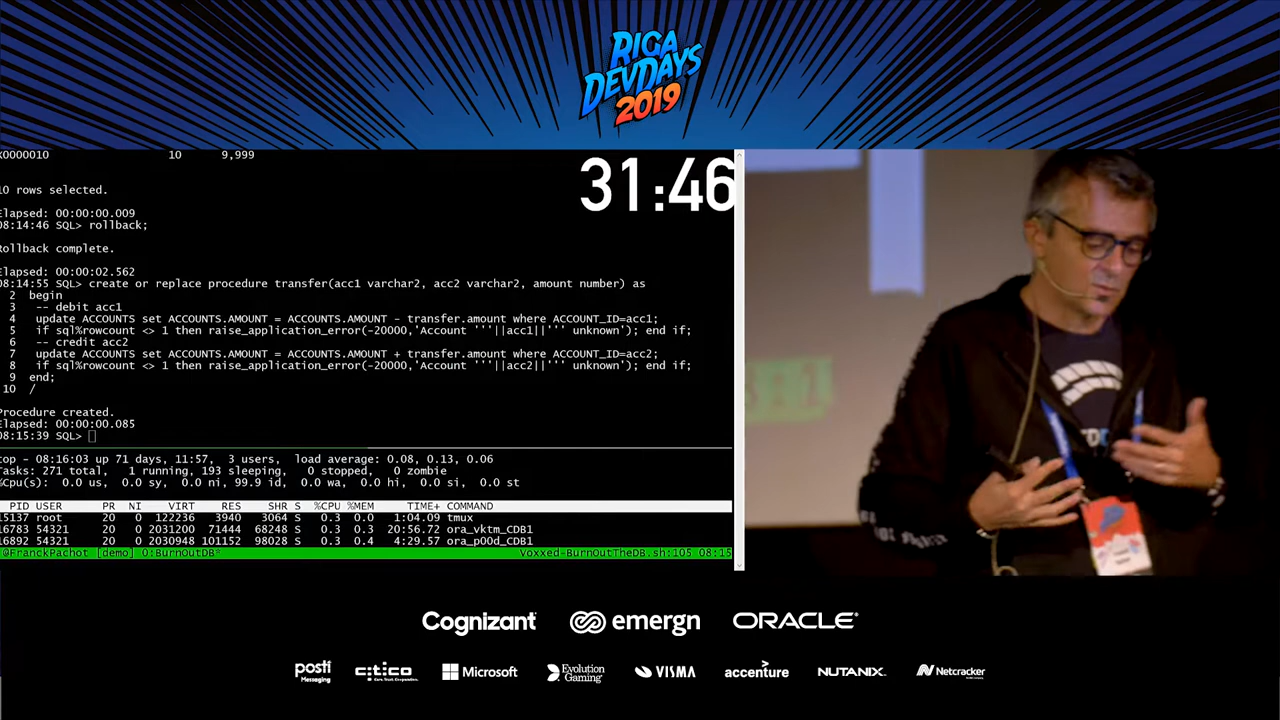 RIGA
DEVDAYS
2019
X0000010 10 9,999
10 rows selected.
Elapsed: 00:00:00.009
08:14:46 SQL> rollback;
Rollback complete.
Elapsed: 00:00:02.562
08:14:55 SQL> create or replace procedure transfer(acc1 varchar2, acc2 varchar2, amount number) as
2 begin
3 -- debit acc1
4 update ACCOUNTS set ACCOUNTS.AMOUNT = ACCOUNTS.AMOUNT - transfer.amount where ACCOUNT_ID=acc1;
5 if sql%rowcount <> 1 then raise_application_error(-20000,'Account '''||acc1||''' unknown'); end if;
6 -- credit acc2
7 update ACCOUNTS set ACCOUNTS.AMOUNT = ACCOUNTS.AMOUNT + transfer.amount where ACCOUNT_ID=acc2;
8 if sql%rowcount <> 1 then raise_application_error(-20000,'Account '''||acc2||''' unknown'); end if;
9 end;
10 /
Procedure created.
Elapsed: 00:00:00.085
08:15:39 SQL>
31:46
top - 08:16:03 up 71 days, 11:57, 3 users, load average: 0.08, 0.13, 0.06
Tasks: 271 total, 1 running, 193 sleeping, 0 stopped, 0 zombie
%Cpu(s): 0.0 us, 0.0 sy, 0.0 ni, 99.9 id, 0.0 wa, 0.0 hi, 0.0 si, 0.0 st
PID USER PR NI VIRT RES SHR S %CPU %MEM TIME+ COMMAND
15137 root 20 0 122236 3940 3064 S 0.3 0.0 1:04.09 tmux
16783 54321 20 0 2031200 71444 68248 S 0.3 0.3 20:56.72 ora_vktm_CDB1
16892 54321 20 0 2030948 101152 98028 S 0.3 0.4 4:29.57 ora_p00d_CDB1
@FranckPachot [demo] 0:BurnOutDB* Voxxed-BurnOutTheDB.sh:105 08:15
Cognizant emergn ORACLE
posti Messaging citico Microsoft Evolution Gaming VISMA accenture NUTANIX Netcracker